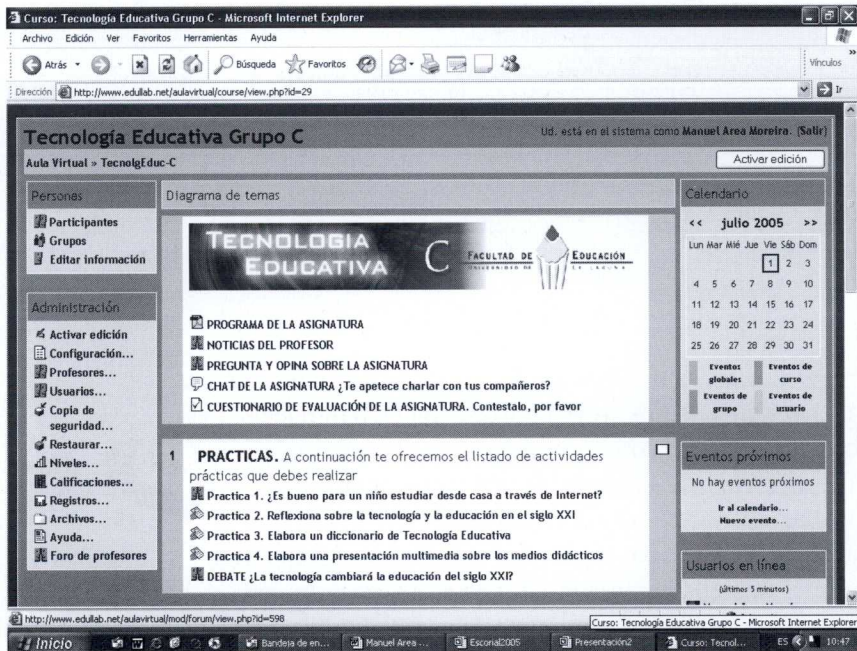 Curso: Tecnología Educativa Grupo C - Microsoft Internet Explorer
Archivo Edición Ver Favoritos Herramientas Ayuda
Atrás Búsqueda Favoritos Vínculos
Dirección http://www.edullab.net/aulavirtual/course/view.php?id=29 Ir
Tecnología Educativa Grupo C
Ud. está en el sistema como Manuel Area Moreira. (Salir)
Aula Virtual » TecnolgEduc-C
Activar edición
Personas
Participantes
Grupos
Editar información
Administración
Activar edición
Configuración...
Profesores...
Usuarios...
Copia de
seguridad...
Restaurar...
Niveles...
Calificaciones...
Registros...
Archivos...
Ayuda...
Foro de profesores
Diagrama de temas
TECNOLOGIA
EDUCATIVA C
FACULTAD DE EDUCACIÓN
UNIVERSIDAD DE LA LAGUNA
PROGRAMA DE LA ASIGNATURA
NOTICIAS DEL PROFESOR
PREGUNTA Y OPINA SOBRE LA ASIGNATURA
CHAT DE LA ASIGNATURA ¿Te apetece charlar con tus compañeros?
CUESTIONARIO DE EVALUACIÓN DE LA ASIGNATURA. Contestalo, por favor
1 PRACTICAS. A continuación te ofrecemos el listado de actividades
prácticas que debes realizar
Practica 1. ¿Es bueno para un niño estudiar desde casa a través de Internet?
Practica 2. Reflexiona sobre la tecnología y la educación en el siglo XXI
Practica 3. Elabora un diccionario de Tecnología Educativa
Practica 4. Elabora una presentación multimedia sobre los medios didácticos
DEBATE ¿La tecnología cambiará la educación del siglo XXI?
Calendario
<< julio 2005 >>
Lun Mar Mié Jue Vie Sáb Dom
1 2 3
4 5 6 7 8 9 10
11 12 13 14 15 16 17
18 19 20 21 22 23 24
25 26 27 28 29 30 31
Eventos globales Eventos de curso
Eventos de grupo Eventos de usuario
Eventos próximos
No hay eventos próximos
Ir al calendario...
Nuevo evento...
Usuarios en línea
(últimos 5 minutos)
http://www.edullab.net/aulavirtual/mod/forum/view.php?id=598
Curso: Tecnología Educativa Grupo C - Microsoft Internet Explorer
Inicio Bandeja de en... Manuel Area ... Escorial2005 Presentación2 Curso: Tecnol... ES 10:47